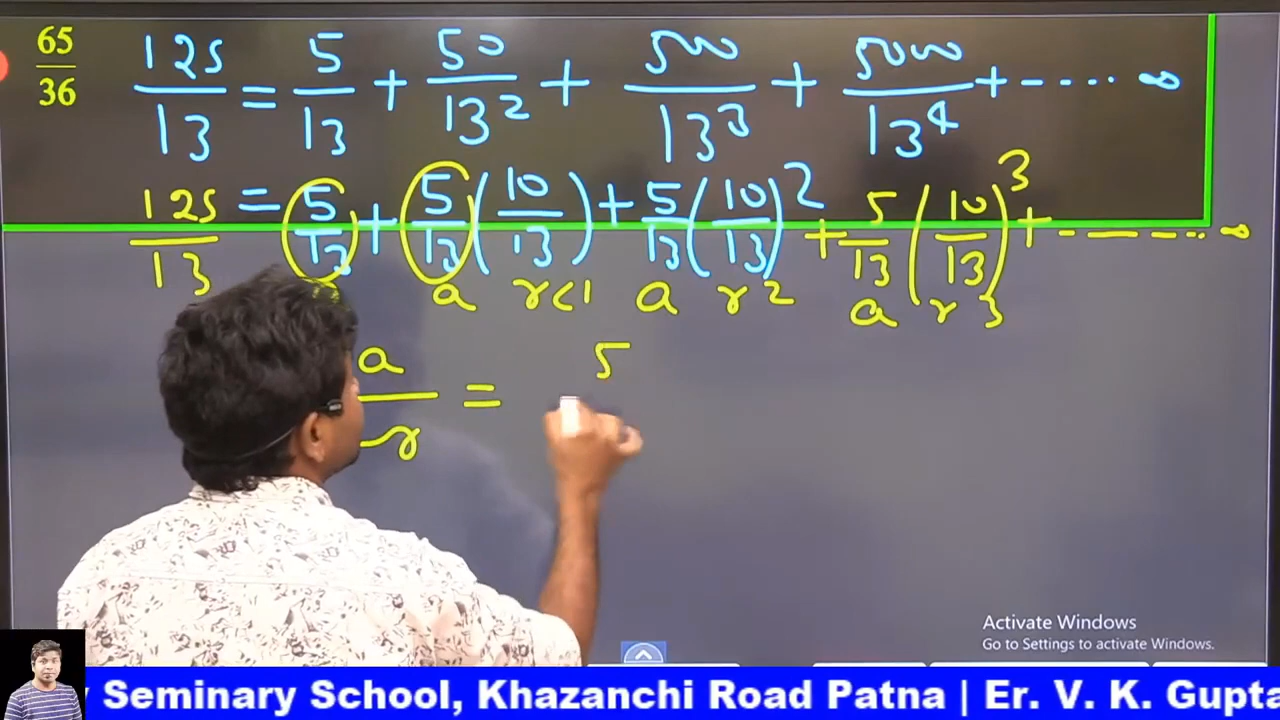 65/36
125/13 = 5/13 + 50/13² + 500/13³ + 5000/13⁴ + ---- ∞
125/13 = 5/13 + 5/13 (10/13) + 5/13 (10/13)² + 5/13 (10/13)³ + ---- ∞
a r<1 a r2 a r3
a/-r = 5
Activate Windows
Go to Settings to activate Windows.
Seminary School, Khazanchi Road Patna | Er. V. K. Gupta